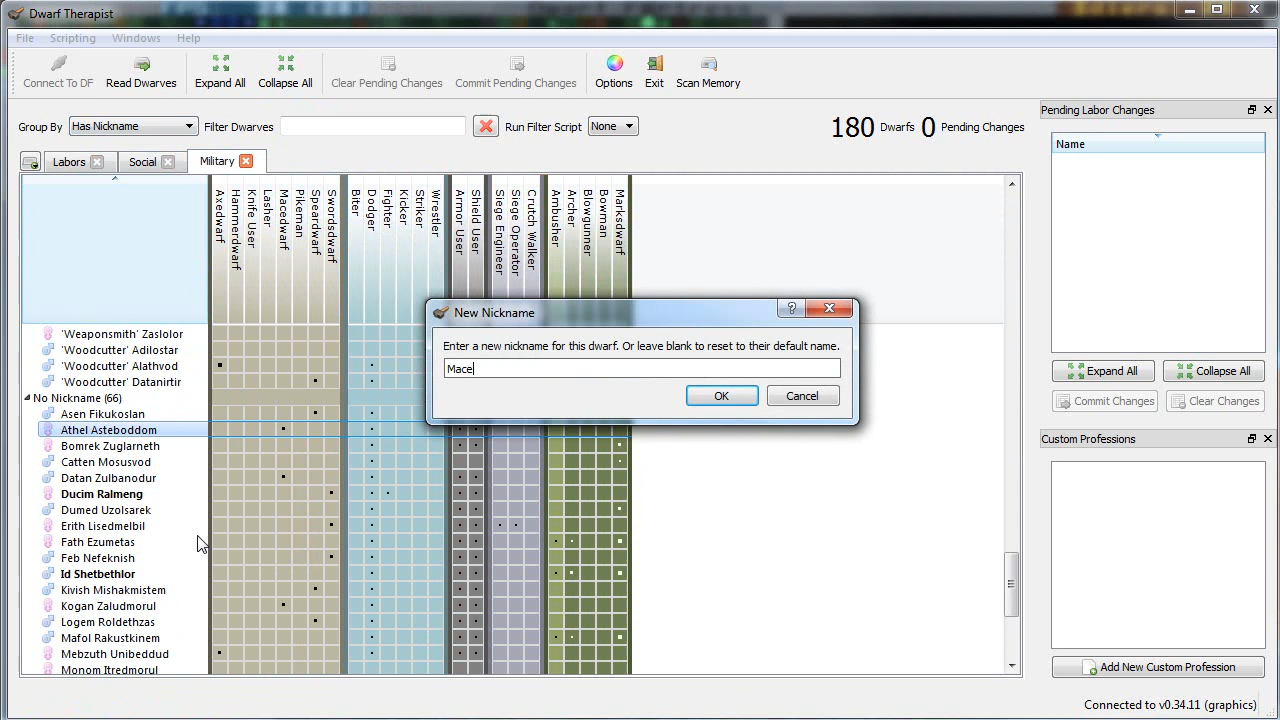 Dwarf Therapist
File Scripting Windows Help
Connect To DF Read Dwarves Expand All Collapse All Clear Pending Changes Commit Pending Changes Options Exit Scan Memory
Group By Has Nickname Filter Dwarves Run Filter Script None 180 Dwarfs 0 Pending Changes
Labors Social Military
Axedwarf
Hammerdwarf
Knife User
Lasher
Macedwarf
Pikeman
Speardwarf
Swordsdwarf
Biter
Dodger
Fighter
Kicker
Striker
Wrestler
Armor User
Shield User
Siege Engineer
Siege Operator
Crutch Walker
Ambusher
Archer
Blowgunner
Bowman
Marksdwarf
'Weaponsmith' Zaslolor
'Woodcutter' Adilostar
'Woodcutter' Alathvod
'Woodcutter' Datanirtir
No Nickname (66)
Asen Fikukoslan
Athel Asteboddom
Bomrek Zuglarneth
Catten Mosusvod
Datan Zulbanodur
Ducim Ralmeng
Dumed Uzolsarek
Erith Lisedmelbil
Fath Ezumetas
Feb Nefeknish
Id Shetbethlor
Kivish Mishakmistem
Kogan Zaludmorul
Logem Roldethzas
Mafol Rakustkinem
Mebzuth Unibeddud
Monom Itredmorul
New Nickname
Enter a new nickname for this dwarf. Or leave blank to reset to their default name.
Mace
OK Cancel
Pending Labor Changes
Name
Expand All Collapse All
Commit Changes Clear Changes
Custom Professions
Add New Custom Profession
Connected to v0.34.11 (graphics)